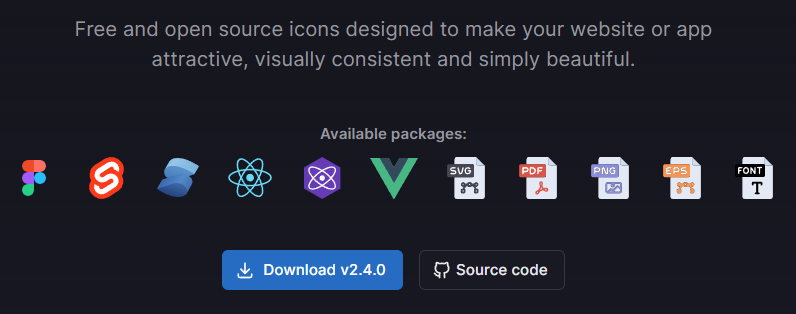 Free and open source icons designed to make your website or app
attractive, visually consistent and simply beautiful.
Available packages:
SVG PDF PNG EPS FONT
T
Download v2.4.0 Source code